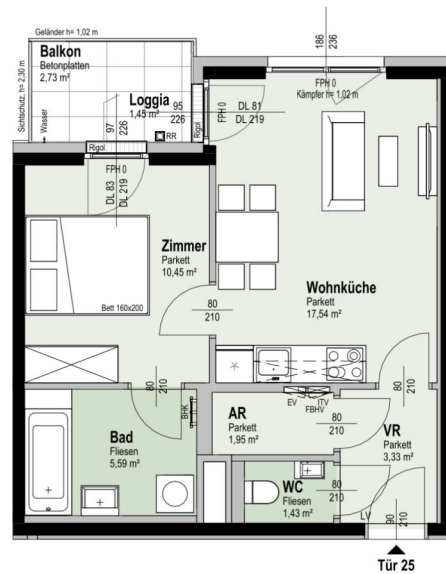 Geländer h= 1,02 m
Balkon
Betonplatten
2,73 m²
Sichtschutz, h= 2,30 m
Wasser
Loggia
1,45 m²
97
226
RR
95
226
Rigol
Rigol
186
236
FPH 0
Kämpfer h= 1,02 m
FPH 0
DL 81
DL 219
FPH 0
DL 83
DL 219
Zimmer
Parkett
10,45 m²
Bett 160x200
80
210
Wohnküche
Parkett
17,54 m²
80
210
BHK
EV
FBHV
ITV
80
210
Bad
Fliesen
5,59 m²
AR
Parkett
1,95 m²
80
210
VR
Parkett
3,33 m²
WC
Fliesen
1,43 m²
80
210
LV
90
210
Tür 25